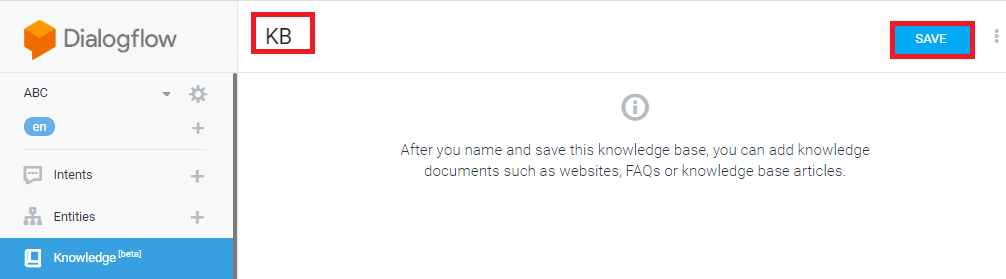 Dialogflow
KB
SAVE
ABC
en
Intents
Entities
Knowledge [beta]
After you name and save this knowledge base, you can add knowledge
documents such as websites, FAQs or knowledge base articles.